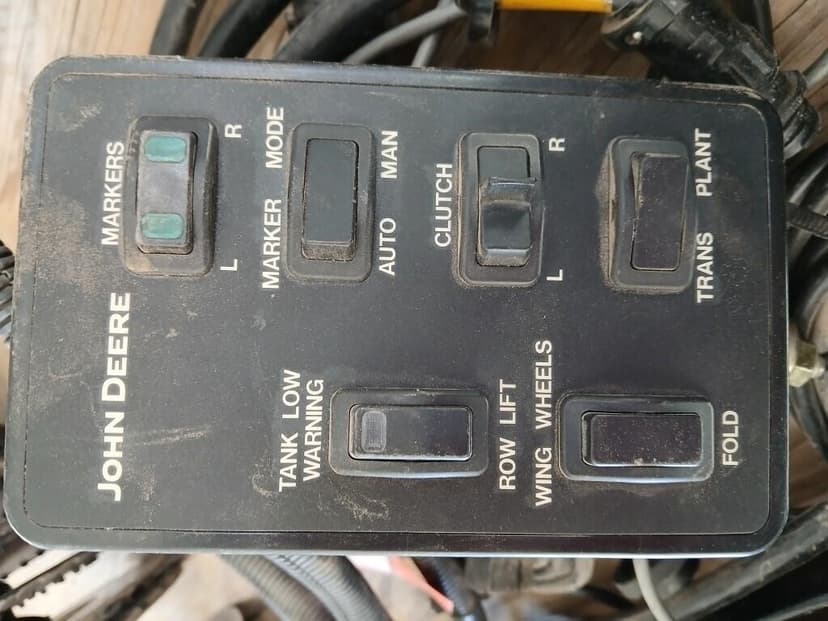 JOHN DEERE
MARKERS
L R
MARKER MODE
AUTO MAN
TANK LOW
WARNING
ROW LIFT
CLUTCH
L R
WING WHEELS
FOLD
TRANS PLANT